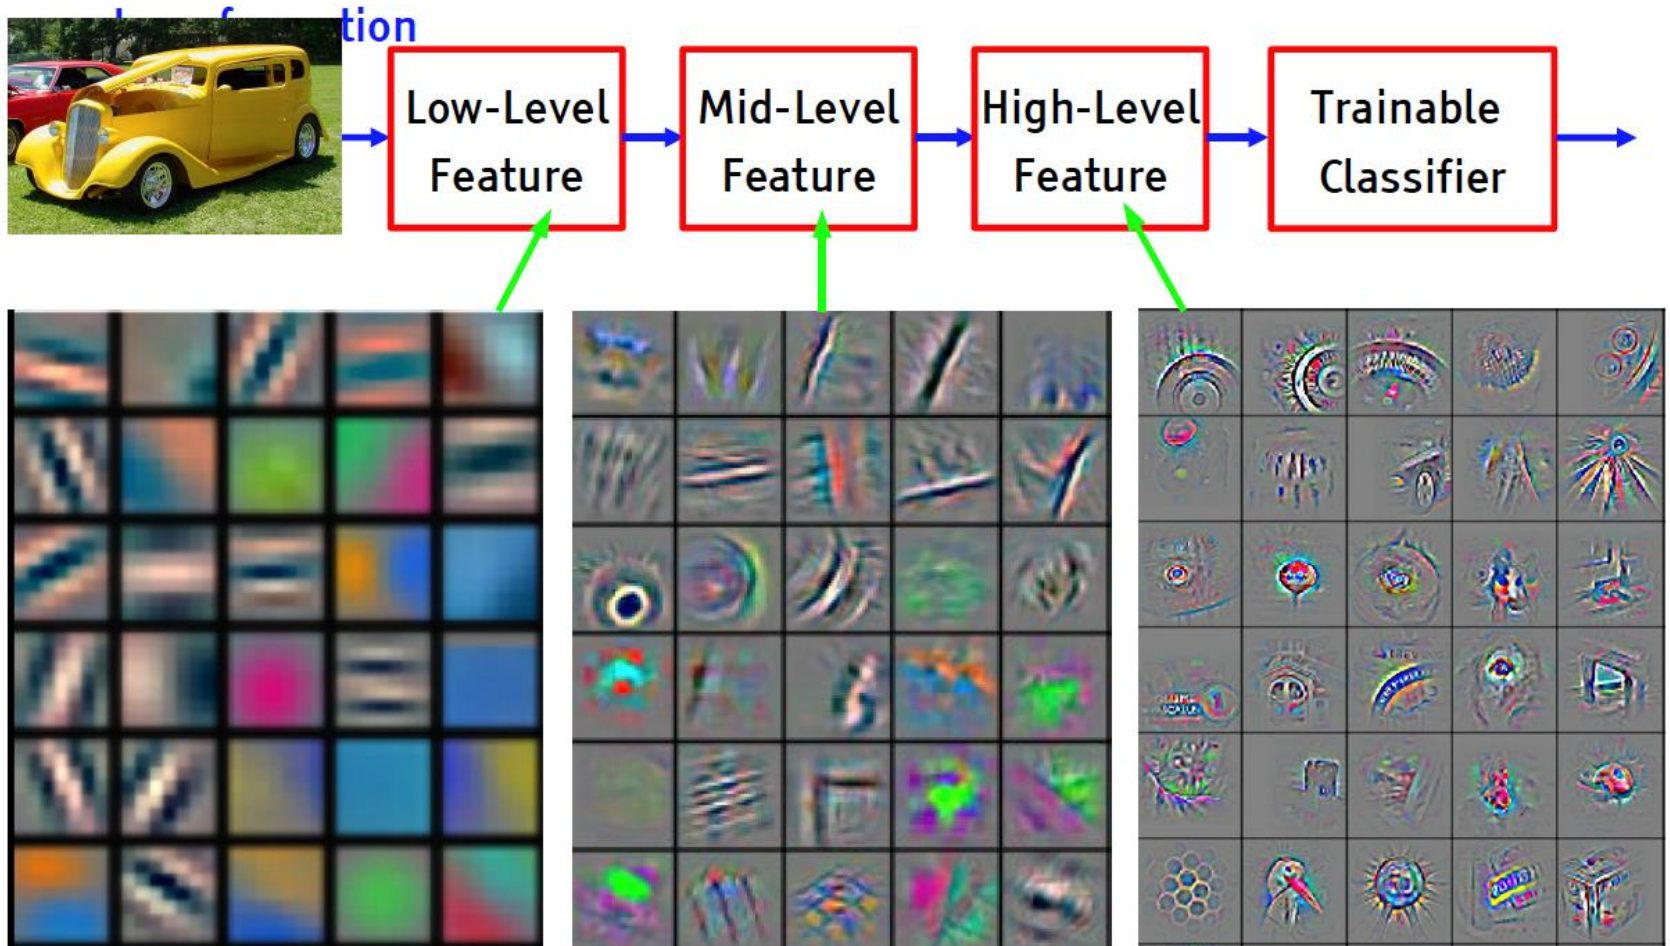 tion
Low-Level
Feature
Mid-Level
Feature
High-Level
Feature
Trainable
Classifier